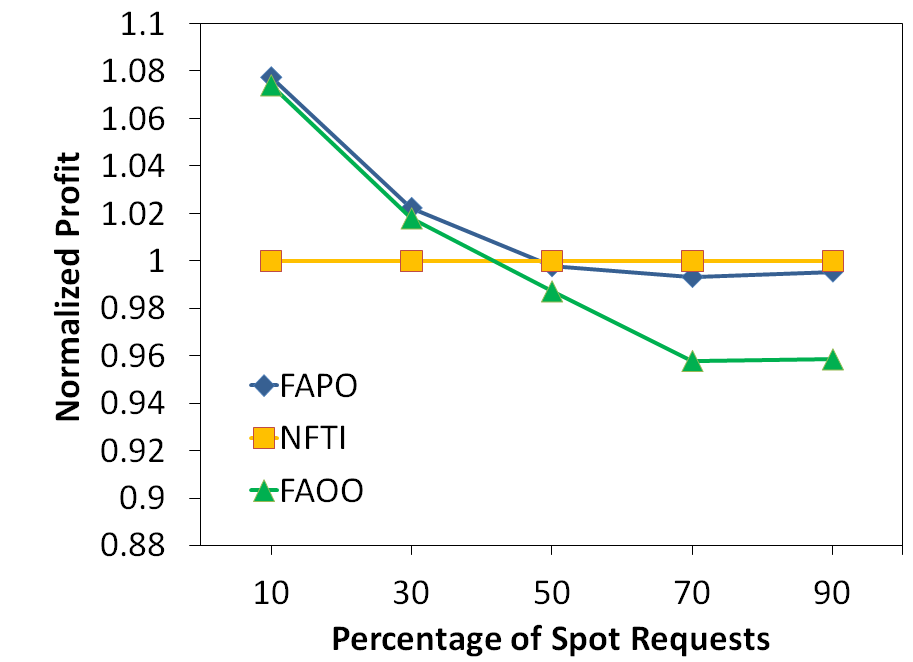 1.1
1.08
1.06
1.04
1.02
1
0.98
0.96
0.94
0.92
0.9
0.88
Normalized Profit
FAPO
NFTI
FAOO
10 30 50 70 90
Percentage of Spot Requests